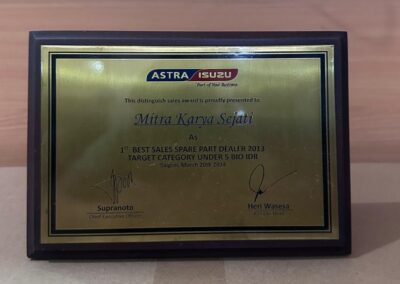 ASTRA ISUZU
Part of Your Business
This distinguish sales award is proudly presented to
Mitra Karya Sejati
As
1ST BEST SALES SPARE PART DEALER 2013
TARGET CATEGORY UNDER 5 BIO IDR
March 20th 2014
Supranoto
Heri Wasesa
Chief Executive Officer